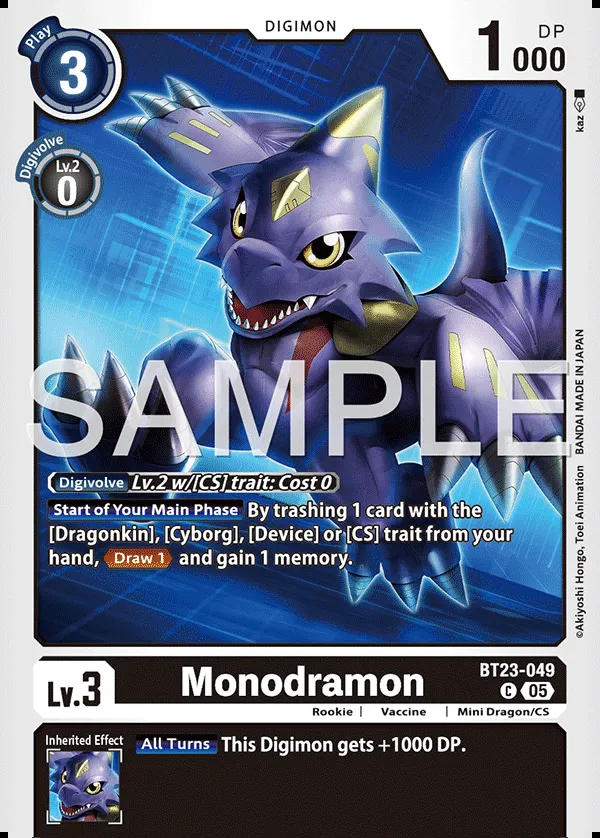 DIGIMON
Play
3
1000
DP
Digivolve
Lv.2
0
kaz
SAMPLE
Digivolve Lv.2 w/[CS] trait: Cost 0
Start of Your Main Phase By trashing 1 card with the
[Dragonkin], [Cyborg], [Device] or [CS] trait from your
hand, Draw 1 and gain 1 memory.
©Akiyoshi Hongo, Toei Animation BANDAI MADE IN JAPAN
Lv.3
Monodramon
BT23-049
C 05
Rookie | Vaccine | Mini Dragon/CS
Inherited Effect
All Turns This Digimon gets +1000 DP.